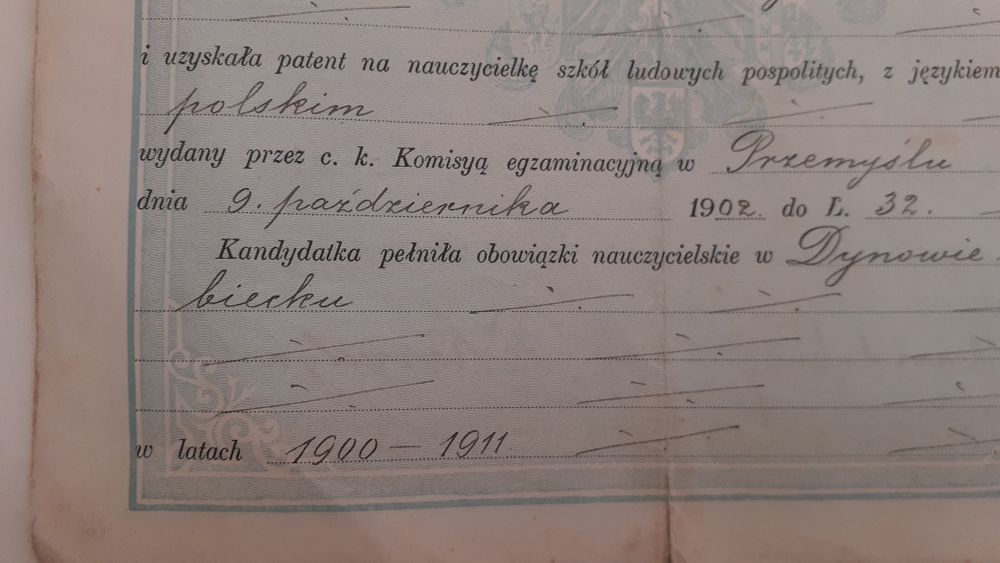 i uzyskała patent na nauczycielkę szkół ludowych pospolitych, z językiem
polskim
wydany przez c. k. Komisyą egzaminacyjną w Przemyślu
dnia 9. października 1902. do L. 32.
Kandydatka pełniła obowiązki nauczycielskie w Dynowie
biecku
w latach 1900 — 1911